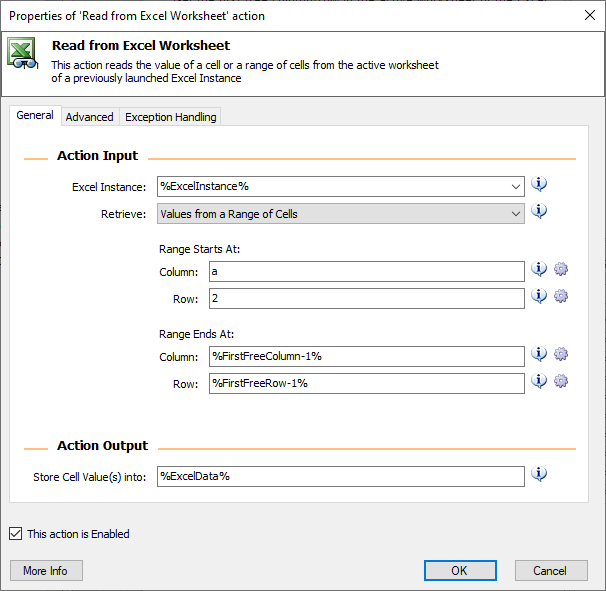 Properties of 'Read from Excel Worksheet' action
Read from Excel Worksheet
This action reads the value of a cell or a range of cells from the active worksheet
of a previously launched Excel Instance
General Advanced Exception Handling
Action Input
Excel Instance: %ExcelInstance%
Retrieve: Values from a Range of Cells
Range Starts At:
Column: a
Row: 2
Range Ends At:
Column: %FirstFreeColumn-1%
Row: %FirstFreeRow-1%
Action Output
Store Cell Value(s) into: %ExcelData%
This action is Enabled
More Info OK Cancel